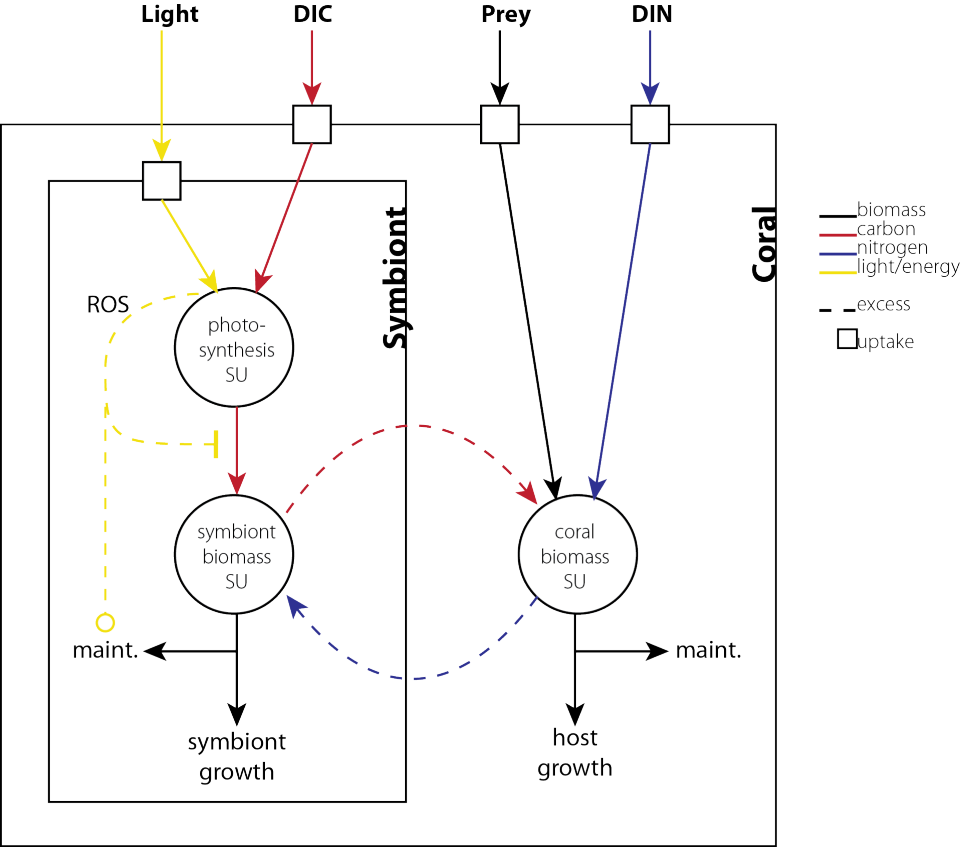 Light
DIC
Prey
DIN
Symbiont
Coral
biomass
carbon
nitrogen
light/energy
excess
uptake
ROS
photo-
synthesis
SU
symbiont
biomass
SU
coral
biomass
SU
maint.
maint.
symbiont
growth
host
growth